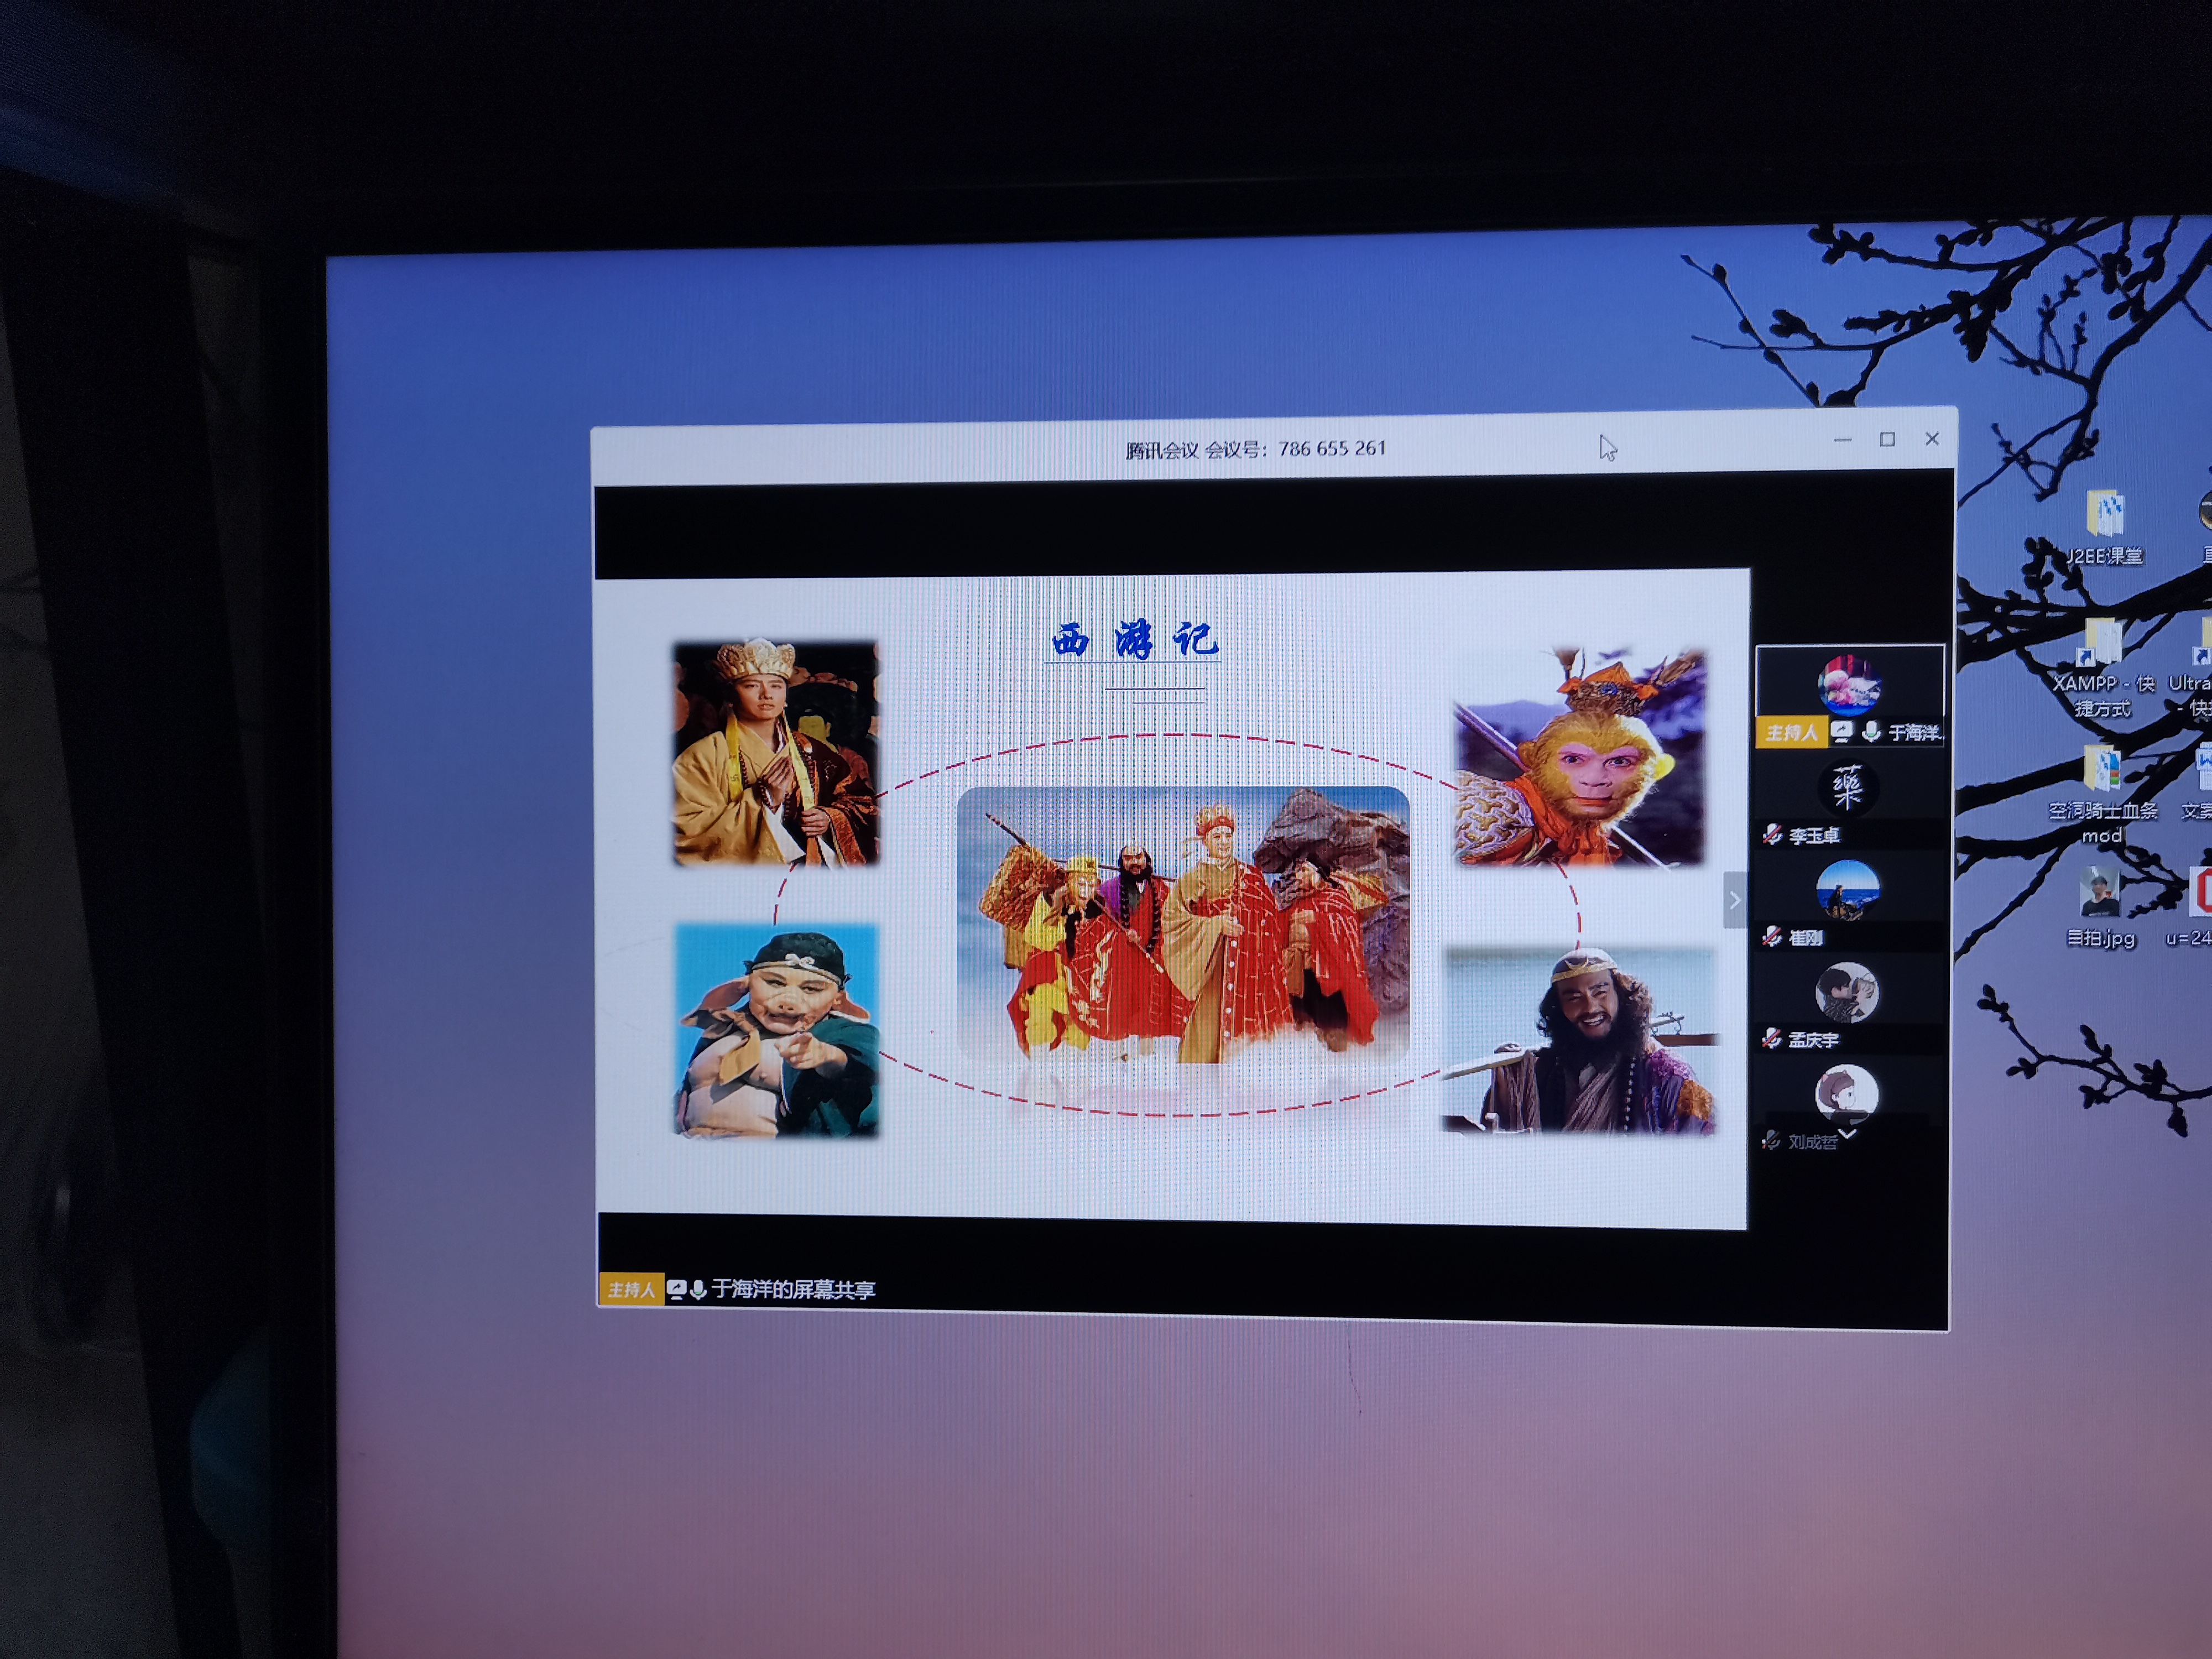 腾讯会议 会议号：786 655 261
西 游 记
主持人 于海洋...
李玉卓
崔刚
孟庆宇
刘成哲
主持人 于海洋的屏幕共享
J2EE课堂
XAMPP - 快
捷方式
Ultra
- 快
空洞骑士血条
mod
文案
自拍.jpg
u=24
藥